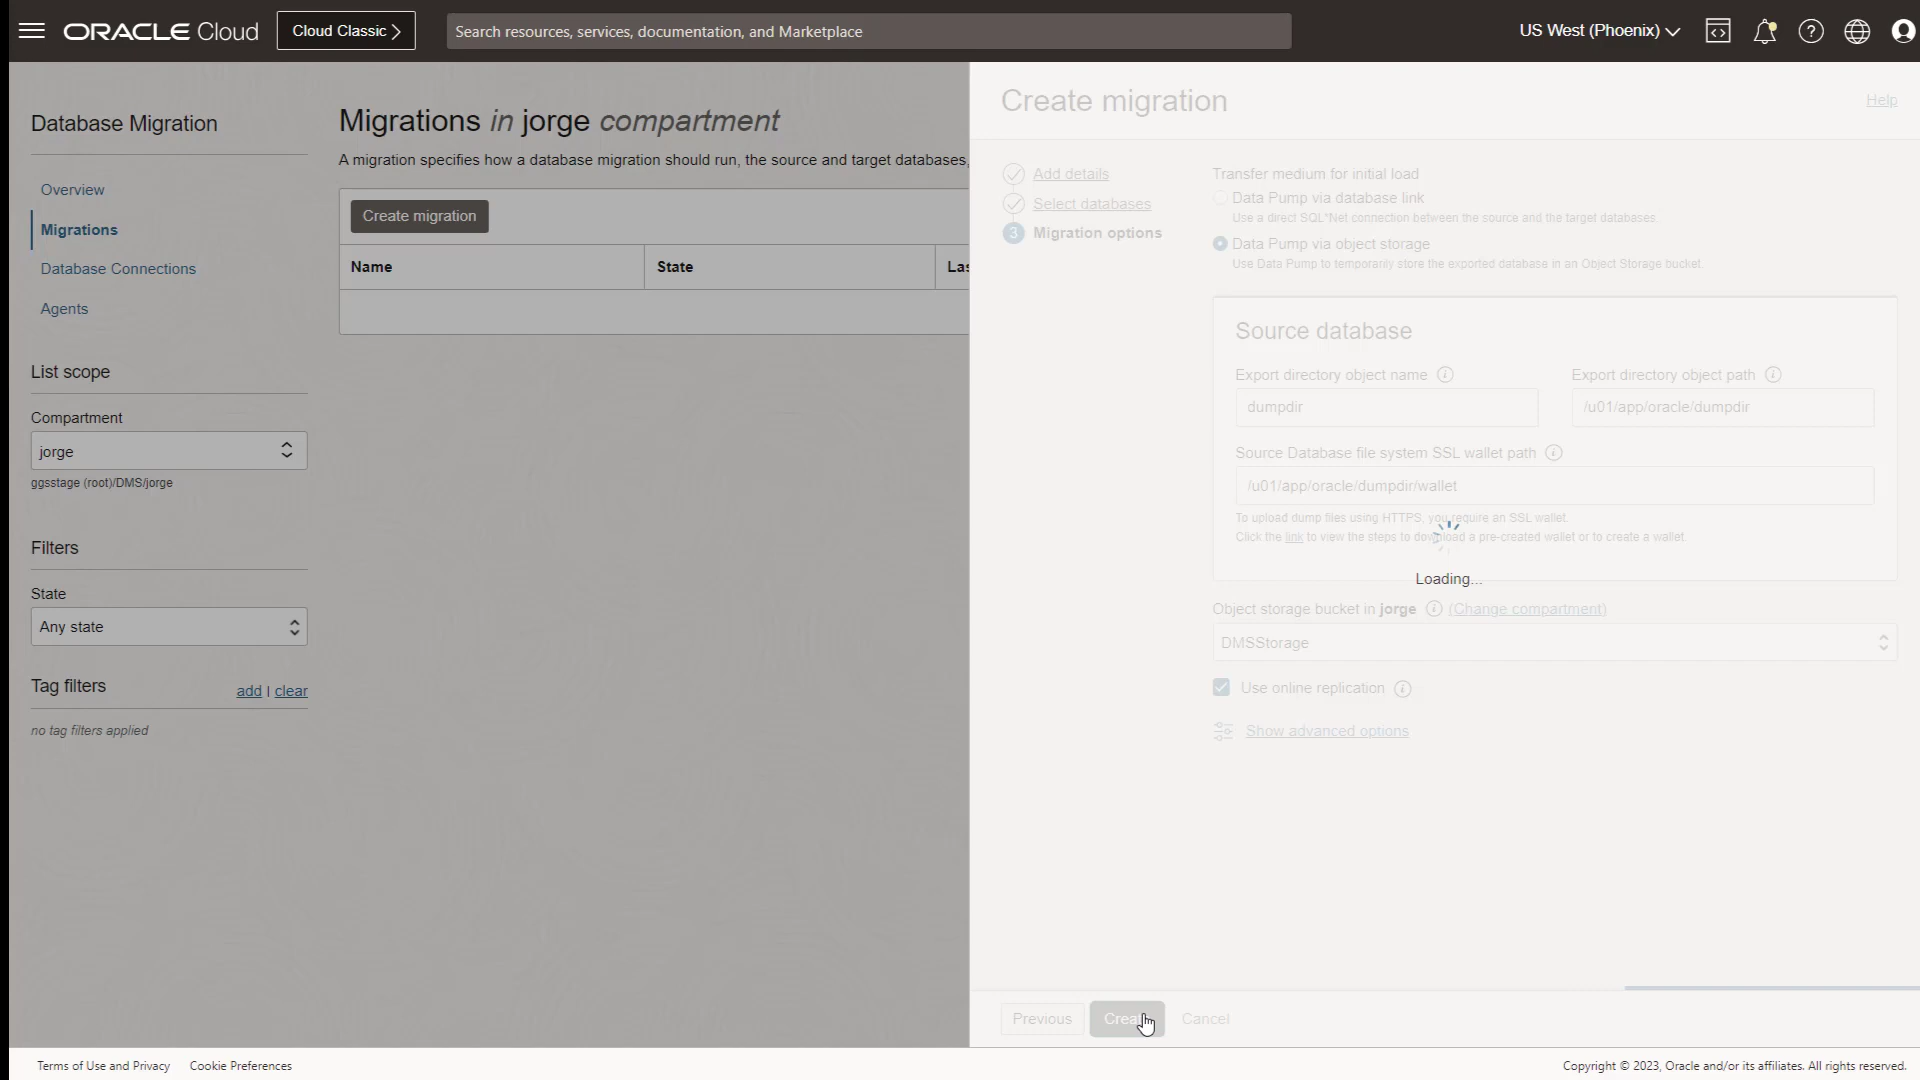 ORACLE Cloud
Cloud Classic >
Search resources, services, documentation, and Marketplace
US West (Phoenix)
Database Migration
Overview
Migrations
Database Connections
Agents
List scope
Compartment
jorge
ggsstage (root)/DMS/jorge
Filters
State
Any state
Tag filters
add | clear
no tag filters applied
Migrations in jorge compartment
A migration specifies how a database migration should run, the source and target databases,
Create migration
Name
State
Las
Create migration
Help
Add details
Select databases
3 Migration options
Transfer medium for initial load
Data Pump via database link
Use a direct SQL*Net connection between the source and the target databases.
Data Pump via object storage
Use Data Pump to temporarily store the exported database in an Object Storage bucket.
Source database
Export directory object name
Export directory object path
dumpdir
/u01/app/oracle/dumpdir
Source Database file system SSL wallet path
/u01/app/oracle/dumpdir/wallet
To upload dump files using HTTPS, you require an SSL wallet.
Click the link to view the steps to download a pre-created wallet or to create a wallet.
Loading...
Object storage bucket in jorge (Change compartment)
DMSStorage
Use online replication
Show advanced options
Previous
Create
Cancel
Terms of Use and Privacy
Cookie Preferences
Copyright © 2023, Oracle and/or its affiliates. All rights reserved.